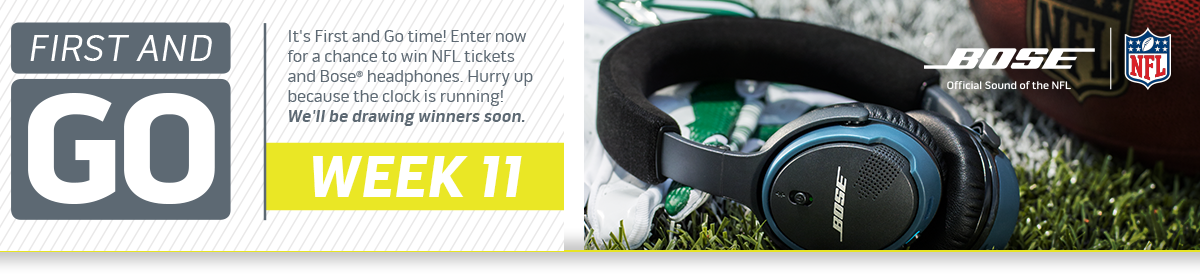 FIRST AND
GO
It's First and Go time! Enter now
for a chance to win NFL tickets
and Bose® headphones. Hurry up
because the clock is running!
We'll be drawing winners soon.
WEEK 11
BOSE
Official Sound of the NFL
NFL
NFL
BOSE